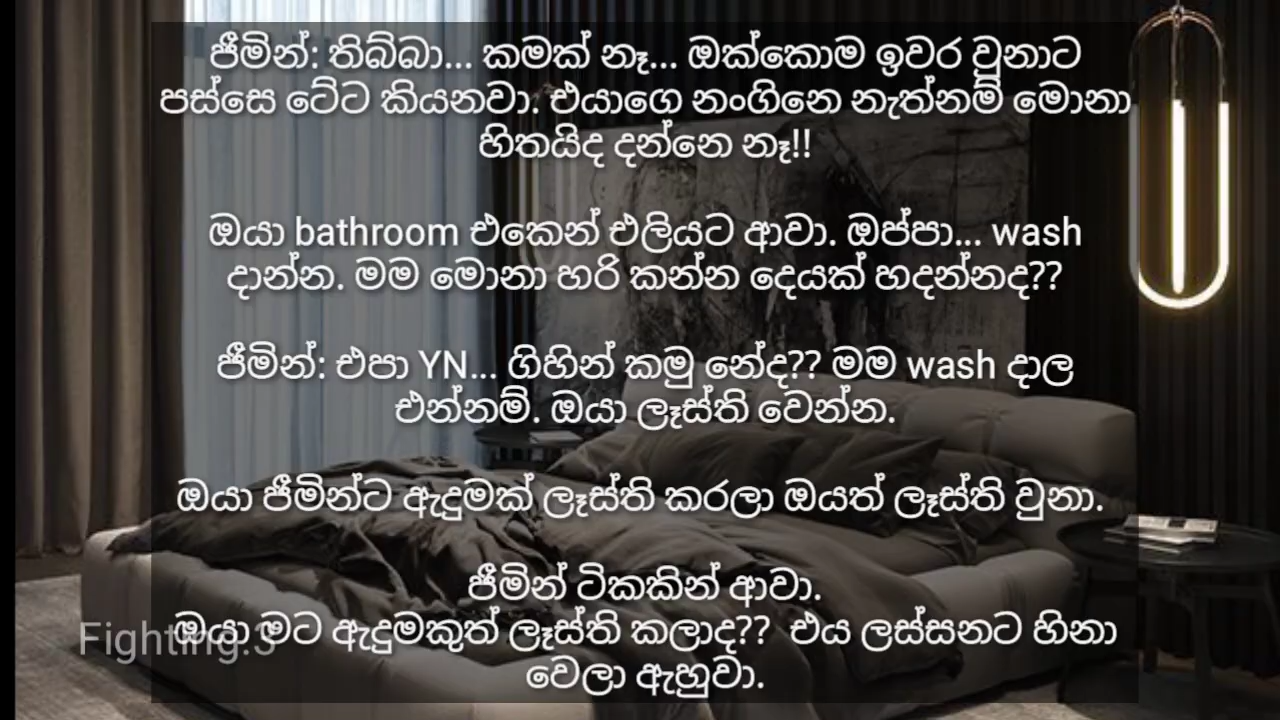 ජීමින්: තිබ්බා... කමක් නෑ... ඔක්කොම ඉවර වුනාට
පස්සෙ ටේට කියනවා. එයාගෙ නංගිනෙ නැත්නම් මොනා
හිතයිද දන්නෙ නෑ!!
ඔයා bathroom එකෙන් එලියට ආවා. ඔප්පා... wash
දාන්න. මම මොනා හරි කන්න දෙයක් හදන්නද??
ජීමින්: එපා YN... ගිහින් කමු නේද?? මම wash දාල
එන්නම්. ඔයා ලෑස්ති වෙන්න.
ඔයා ජීමින්ට ඇදුමක් ලෑස්ති කරලා ඔයත් ලෑස්ති වුනා.
ජීමින් ටිකකින් ආවා.
ඔයා මට ඇදුමකුත් ලෑස්ති කලාද?? එය ලස්සනට හිනා
වෙලා ඇහුවා.
Fighting.3